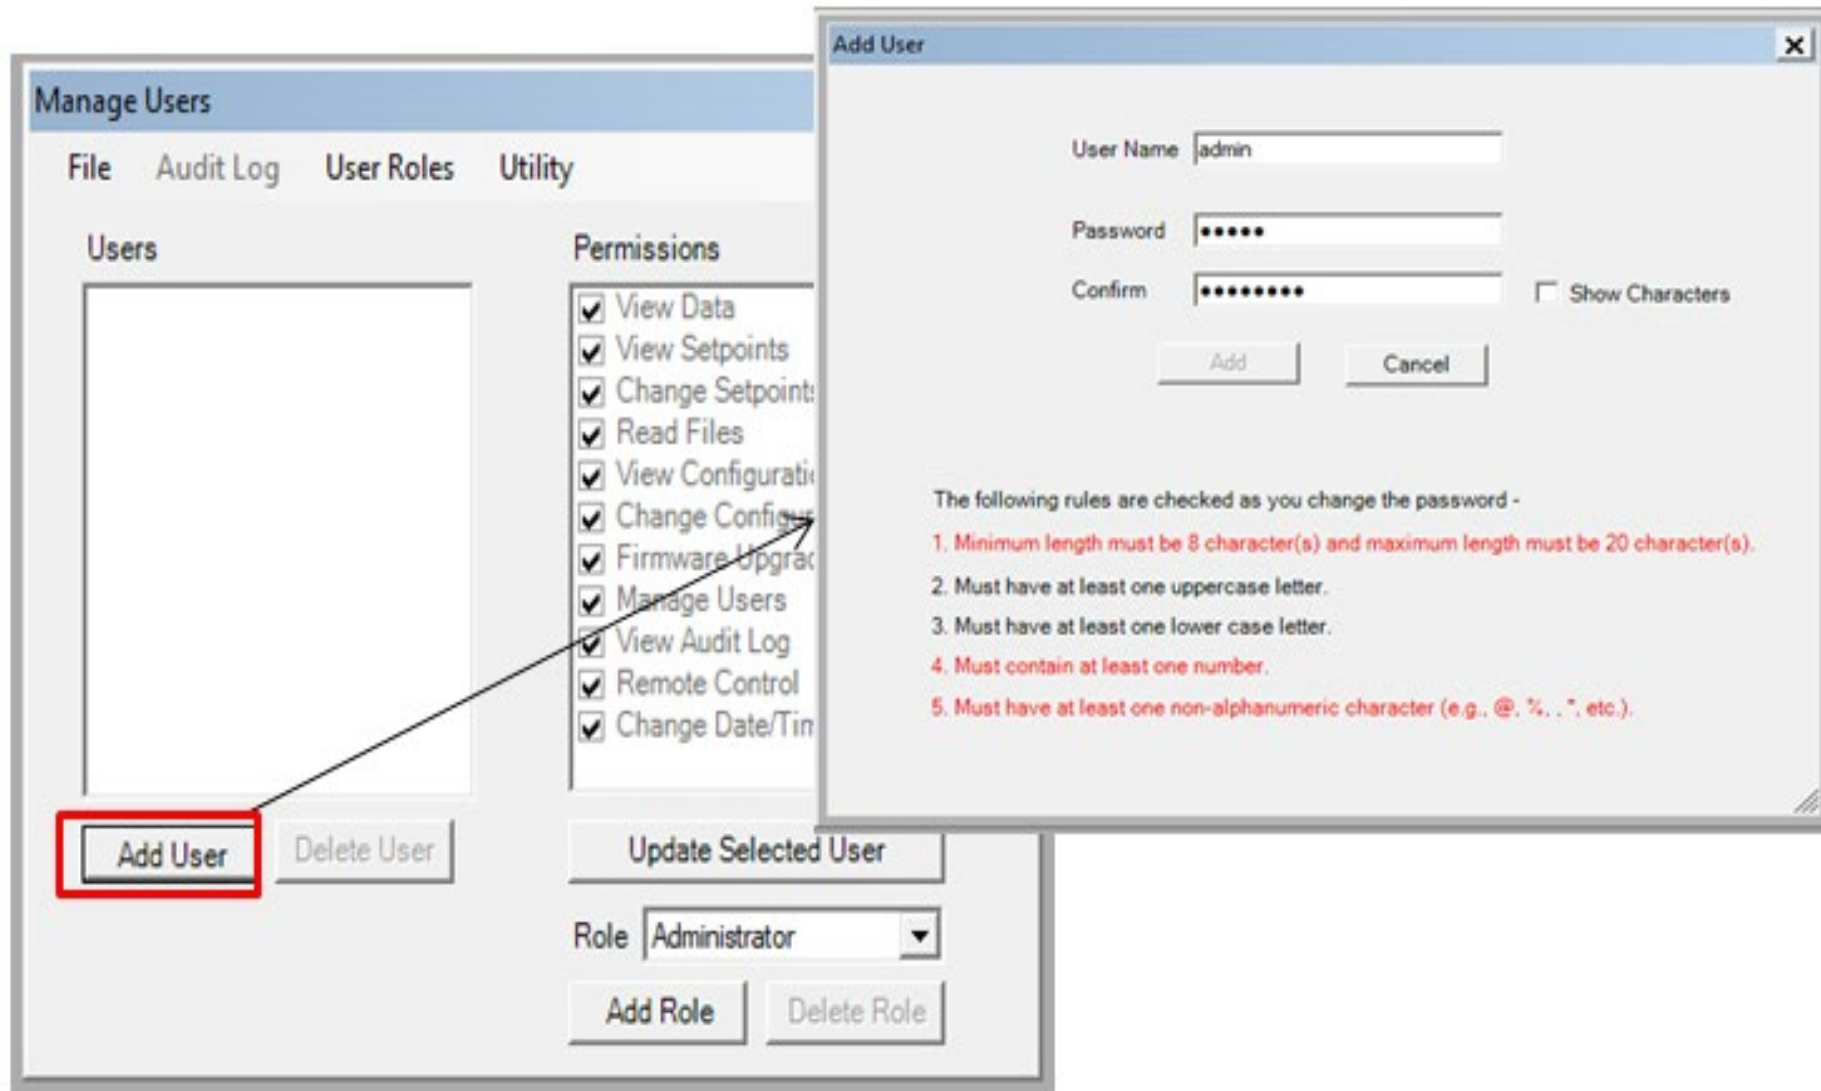 Manage Users
File Audit Log User Roles Utility
Users
Permissions
View Data
View Setpoints
Change Setpoints
Read Files
View Configurati
Change Configur
Firmware Upgrad
Manage Users
View Audit Log
Remote Control
Change Date/Tim
Add User Delete User
Update Selected User
Role Administrator
Add Role Delete Role
Add User
User Name admin
Password •••••
Confirm ••••••••
Show Characters
Add Cancel
The following rules are checked as you change the password -
1. Minimum length must be 8 character(s) and maximum length must be 20 character(s).
2. Must have at least one uppercase letter.
3. Must have at least one lower case letter.
4. Must contain at least one number.
5. Must have at least one non-alphanumeric character (e.g., @, %, , *, etc.).